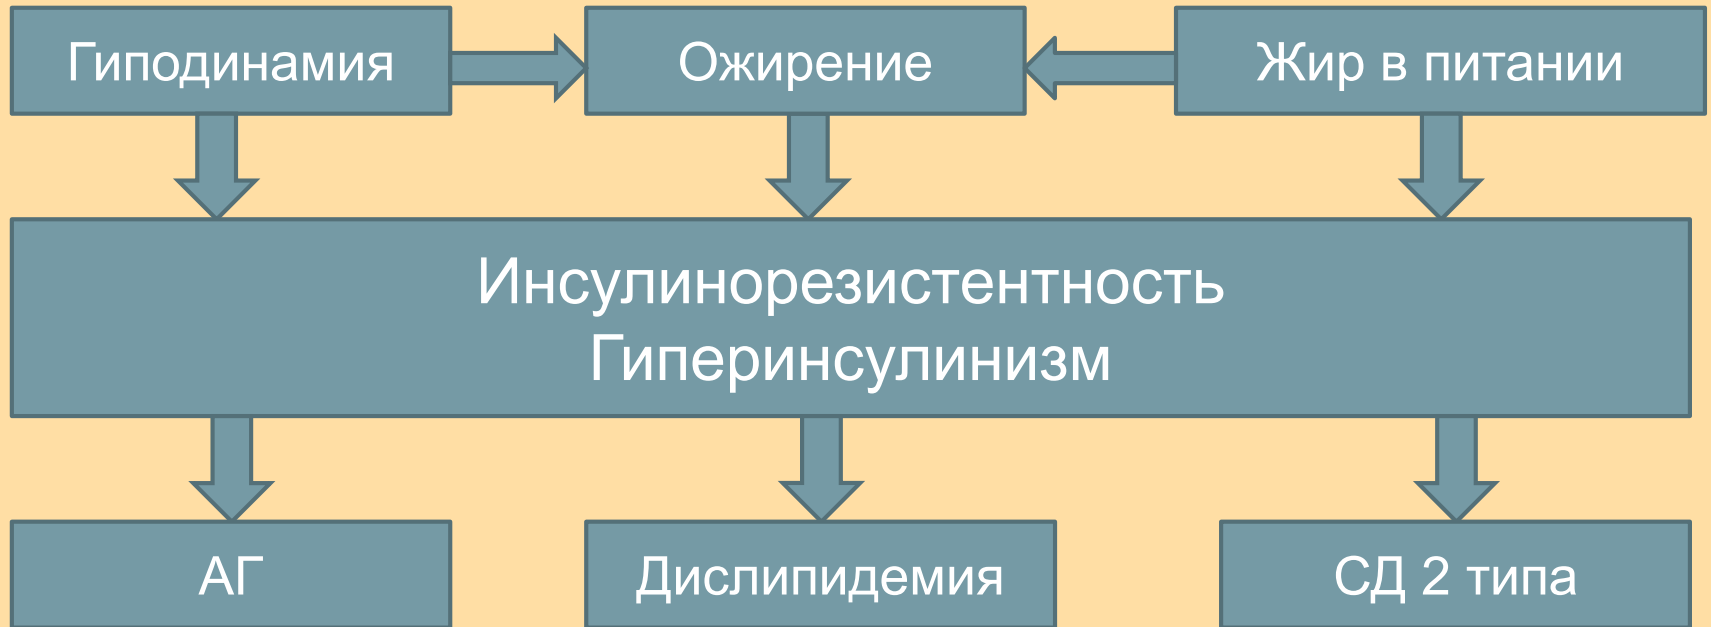 Гиподинамия
Ожирение
Жир в питании
Инсулинорезистентность
Гиперинсулинизм
АГ
Дислипидемия
СД 2 типа